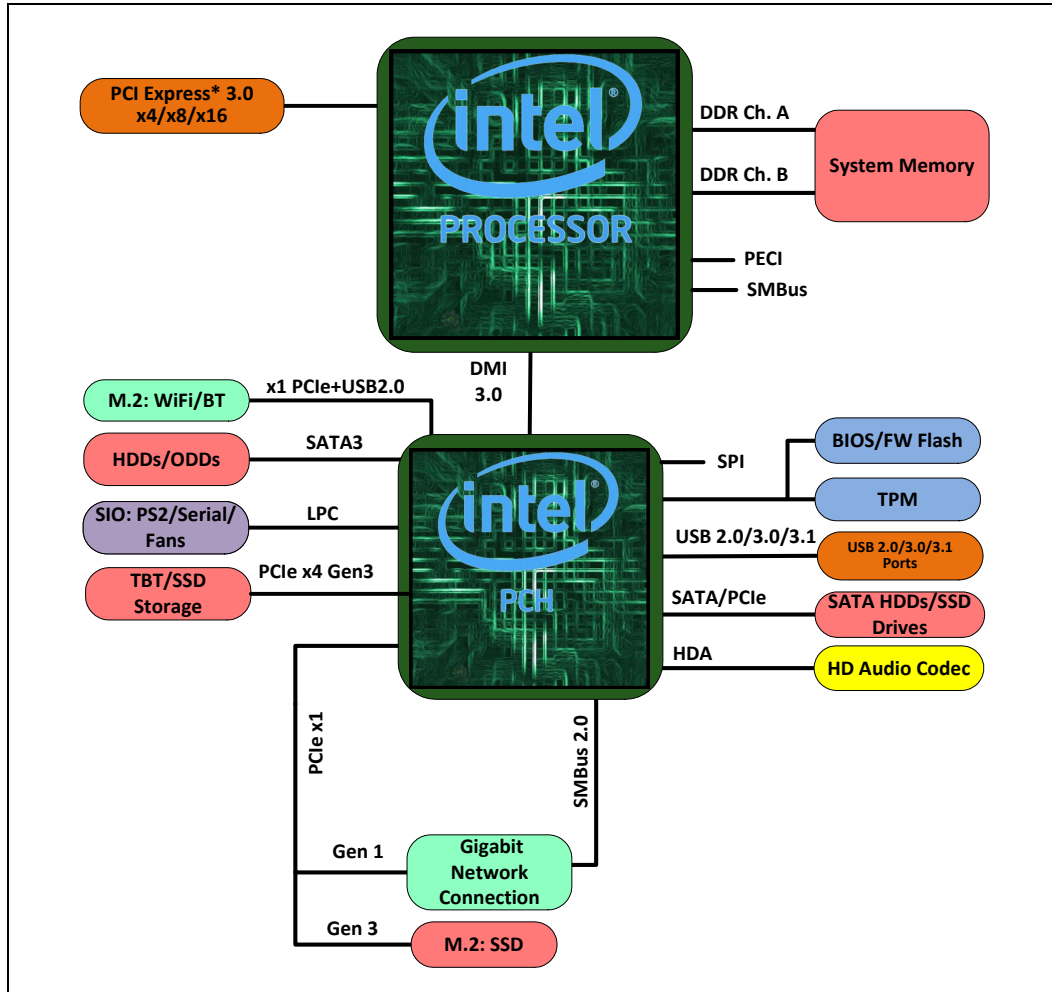 PCI Express* 3.0
x4/x8/x16
intel®
PROCESSOR
DDR Ch. A
DDR Ch. B
System Memory
PECI
SMBus
DMI
3.0
M.2: WiFi/BT
x1 PCIe+USB2.0
HDDs/ODDs
SATA3
SIO: PS2/Serial/
Fans
LPC
TBT/SSD
Storage
PCIe x4 Gen3
intel®
PCH
SPI
BIOS/FW Flash
TPM
USB 2.0/3.0/3.1
USB 2.0/3.0/3.1
Ports
SATA/PCIe
SATA HDDs/SSD
Drives
HDA
HD Audio Codec
PCIe x1
SMBus 2.0
Gen 1
Gigabit
Network
Connection
Gen 3
M.2: SSD